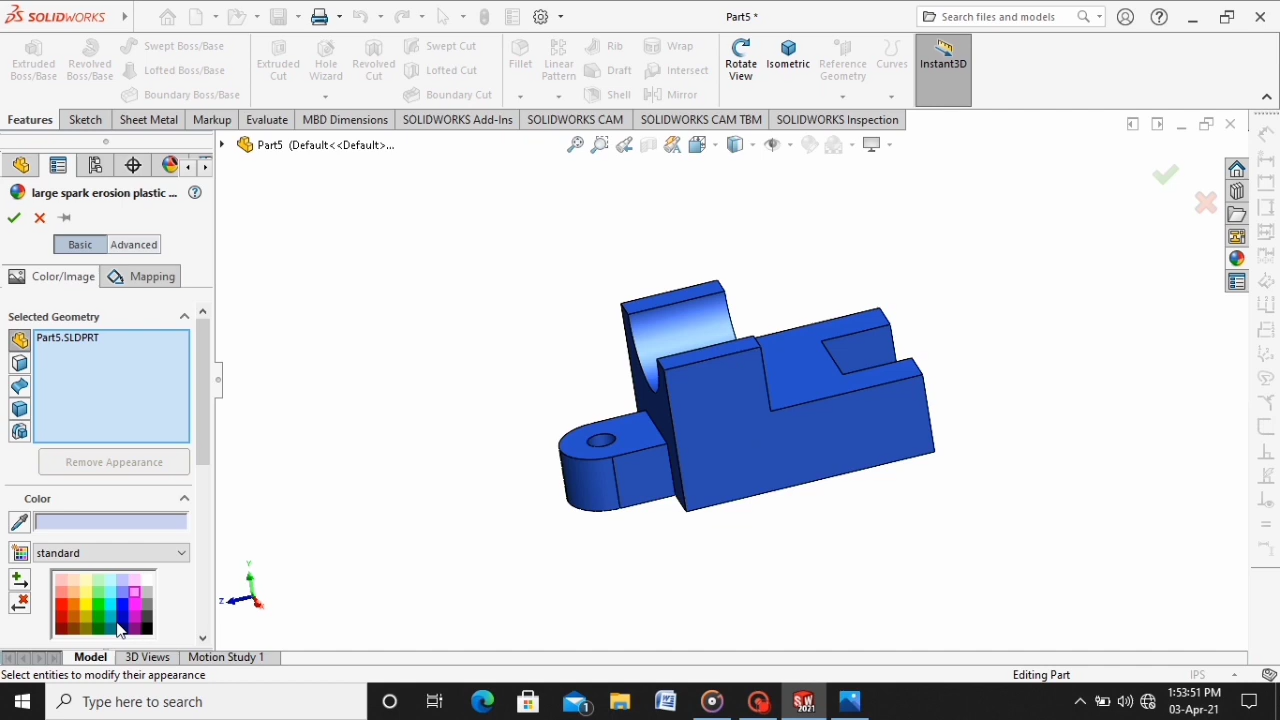 SOLIDWORKS
Part5 *
Search files and models
Extruded Boss/Base
Revolved Boss/Base
Swept Boss/Base
Lofted Boss/Base
Boundary Boss/Base
Extruded Cut
Hole Wizard
Revolved Cut
Swept Cut
Lofted Cut
Boundary Cut
Fillet
Linear Pattern
Rib
Draft
Shell
Wrap
Intersect
Mirror
Rotate View
Isometric
Reference Geometry
Curves
Instant3D
Features
Sketch
Sheet Metal
Markup
Evaluate
MBD Dimensions
SOLIDWORKS Add-Ins
SOLIDWORKS CAM
SOLIDWORKS CAM TBM
SOLIDWORKS Inspection
Part5 (Default<<Default>...
large spark erosion plastic ...
Basic
Advanced
Color/Image
Mapping
Selected Geometry
Part5.SLDPRT
Remove Appearance
Color
standard
Y
Z
Model
3D Views
Motion Study 1
Select entities to modify their appearance
Editing Part
IPS
Type here to search
1
SW
2021
1:53:51 PM
03-Apr-21